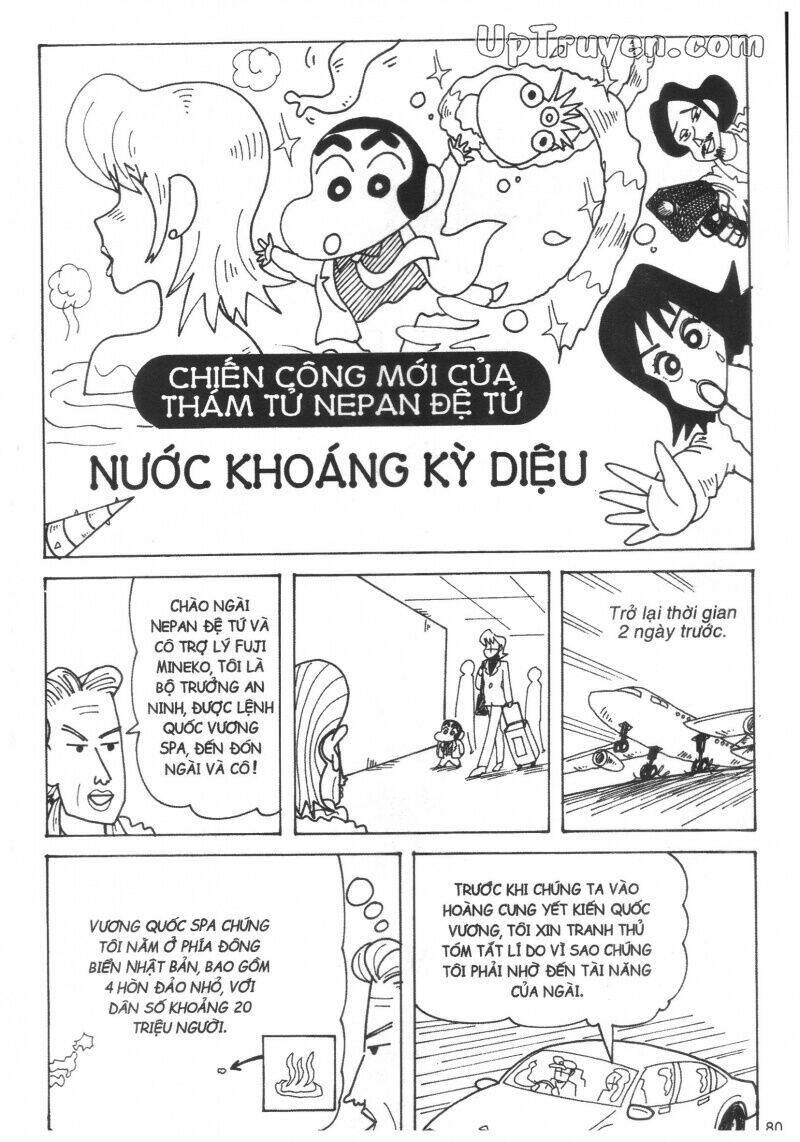 UpTruyen.com
CHIẾN CÔNG MỚI CỦA
THÁM TỬ NEPAN ĐỆ TỨ
NƯỚC KHOÁNG KỲ DIỆU
Trở lại thời gian
2 ngày trước.
CHÀO NGÀI
NEPAN ĐỆ TỨ VÀ
CÔ TRỢ LÝ FUJI
MINEKO, TÔI LÀ
BỘ TRƯỞNG AN
NINH, ĐƯỢC LỆNH
QUỐC VƯƠNG
SPA, ĐẾN ĐÓN
NGÀI VÀ CÔ!
TRƯỚC KHI CHÚNG TA VÀO
HOÀNG CUNG YẾT KIẾN QUỐC
VƯƠNG, TÔI XIN TRANH THỦ
TÓM TẮT LÍ DO VÌ SAO CHÚNG
TÔI PHẢI NHỜ ĐẾN TÀI NĂNG
CỦA NGÀI.
VƯƠNG QUỐC SPA CHÚNG
TÔI NẰM Ở PHÍA ĐÔNG
BIỂN NHẬT BẢN, BAO GỒM
4 HÒN ĐẢO NHỎ, VỚI
DÂN SỐ KHOẢNG 20
TRIỆU NGƯỜI.
80